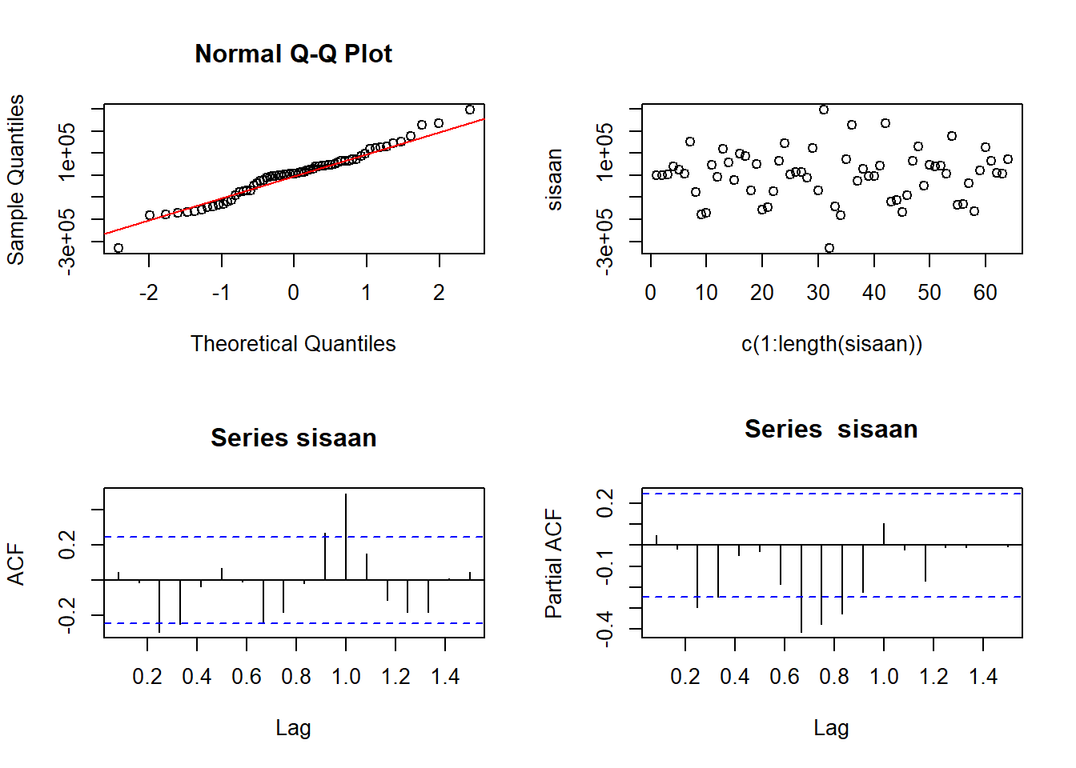 Normal Q-Q Plot
Sample Quantiles
-3e+05
1e+05
-2
-1
0
1
2
Theoretical Quantiles
sisaan
-3e+05
1e+05
0
10
20
30
40
50
60
c(1:length(sisaan))
Series sisaan
ACF
-0.2
0.2
0.2
0.4
0.6
0.8
1.0
1.2
1.4
Lag
Series  sisaan
Partial ACF
-0.4
-0.1
0.2
0.2
0.4
0.6
0.8
1.0
1.2
1.4
Lag